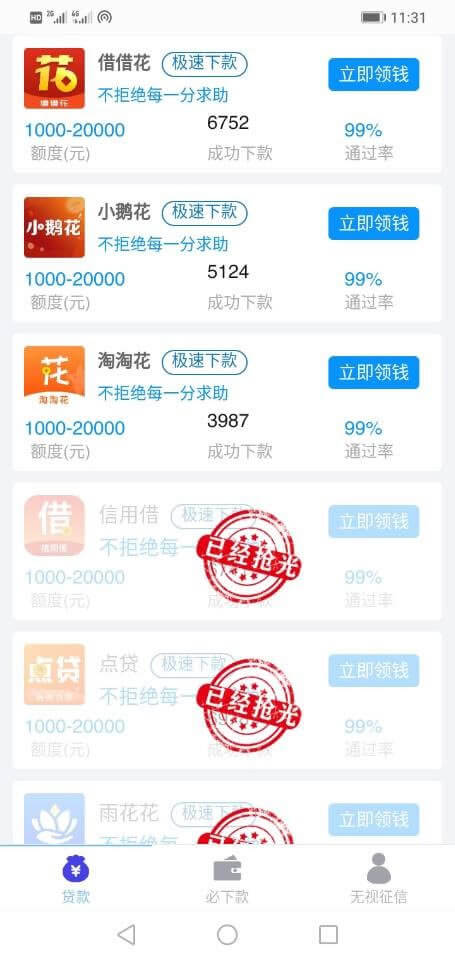 HD 2G 4G 11:31
花
借借花
借借花 极速下款
不拒绝每一分求助
立即领钱
1000-20000 6752 99%
额度(元) 成功下款 通过率
小鹅花
小鹅花 极速下款
不拒绝每一分求助
立即领钱
1000-20000 5124 99%
额度(元) 成功下款 通过率
花
淘淘花
淘淘花 极速下款
不拒绝每一分求助
立即领钱
1000-20000 3987 99%
额度(元) 成功下款 通过率
借
信用借
信用借 极速下款
不拒绝每一
已经抢光
立即领钱
1000-20000 99%
额度(元) 成功下款 通过率
点贷
点贷 极速下款
不拒绝每一
已经抢光
立即领钱
1000-20000 99%
额度(元) 成功下款 通过率
雨花花 极速下款
立即领钱
贷款 必下款 无视征信